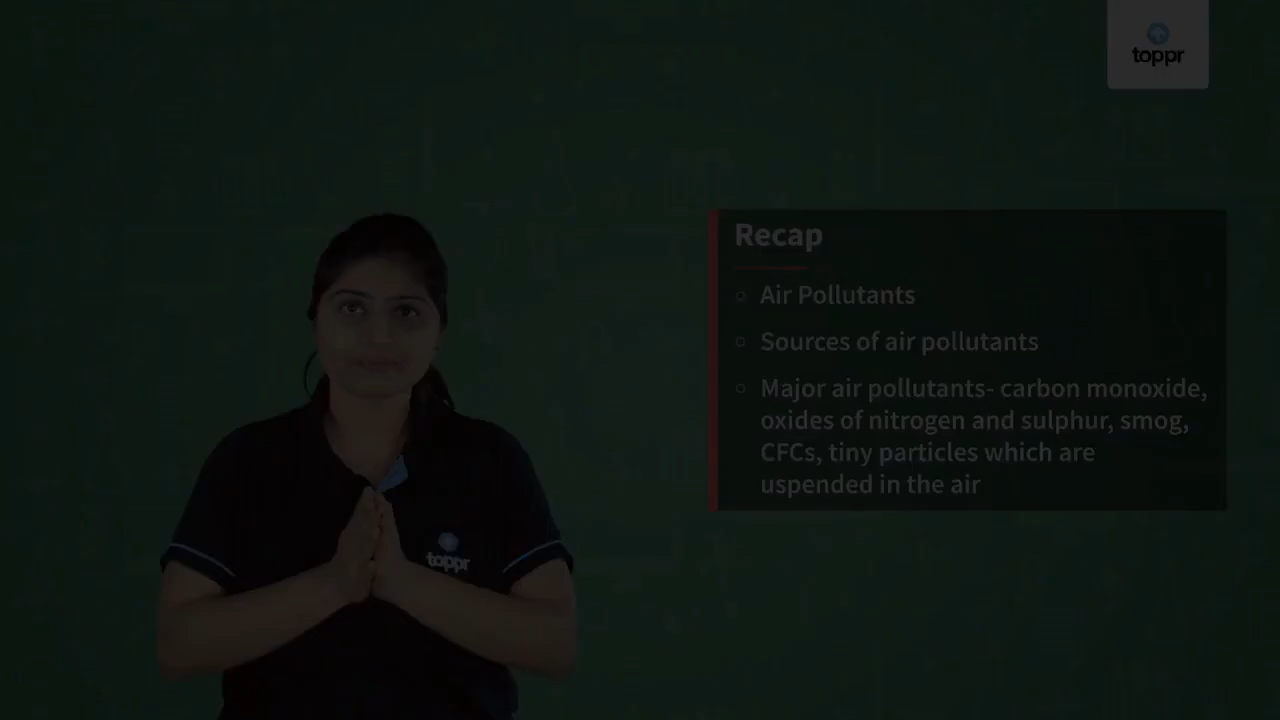 toppr
Recap
Air Pollutants
Sources of air pollutants
Major air pollutants- carbon monoxide,
oxides of nitrogen and sulphur, smog,
CFCs, tiny particles which are
uspended in the air
toppr